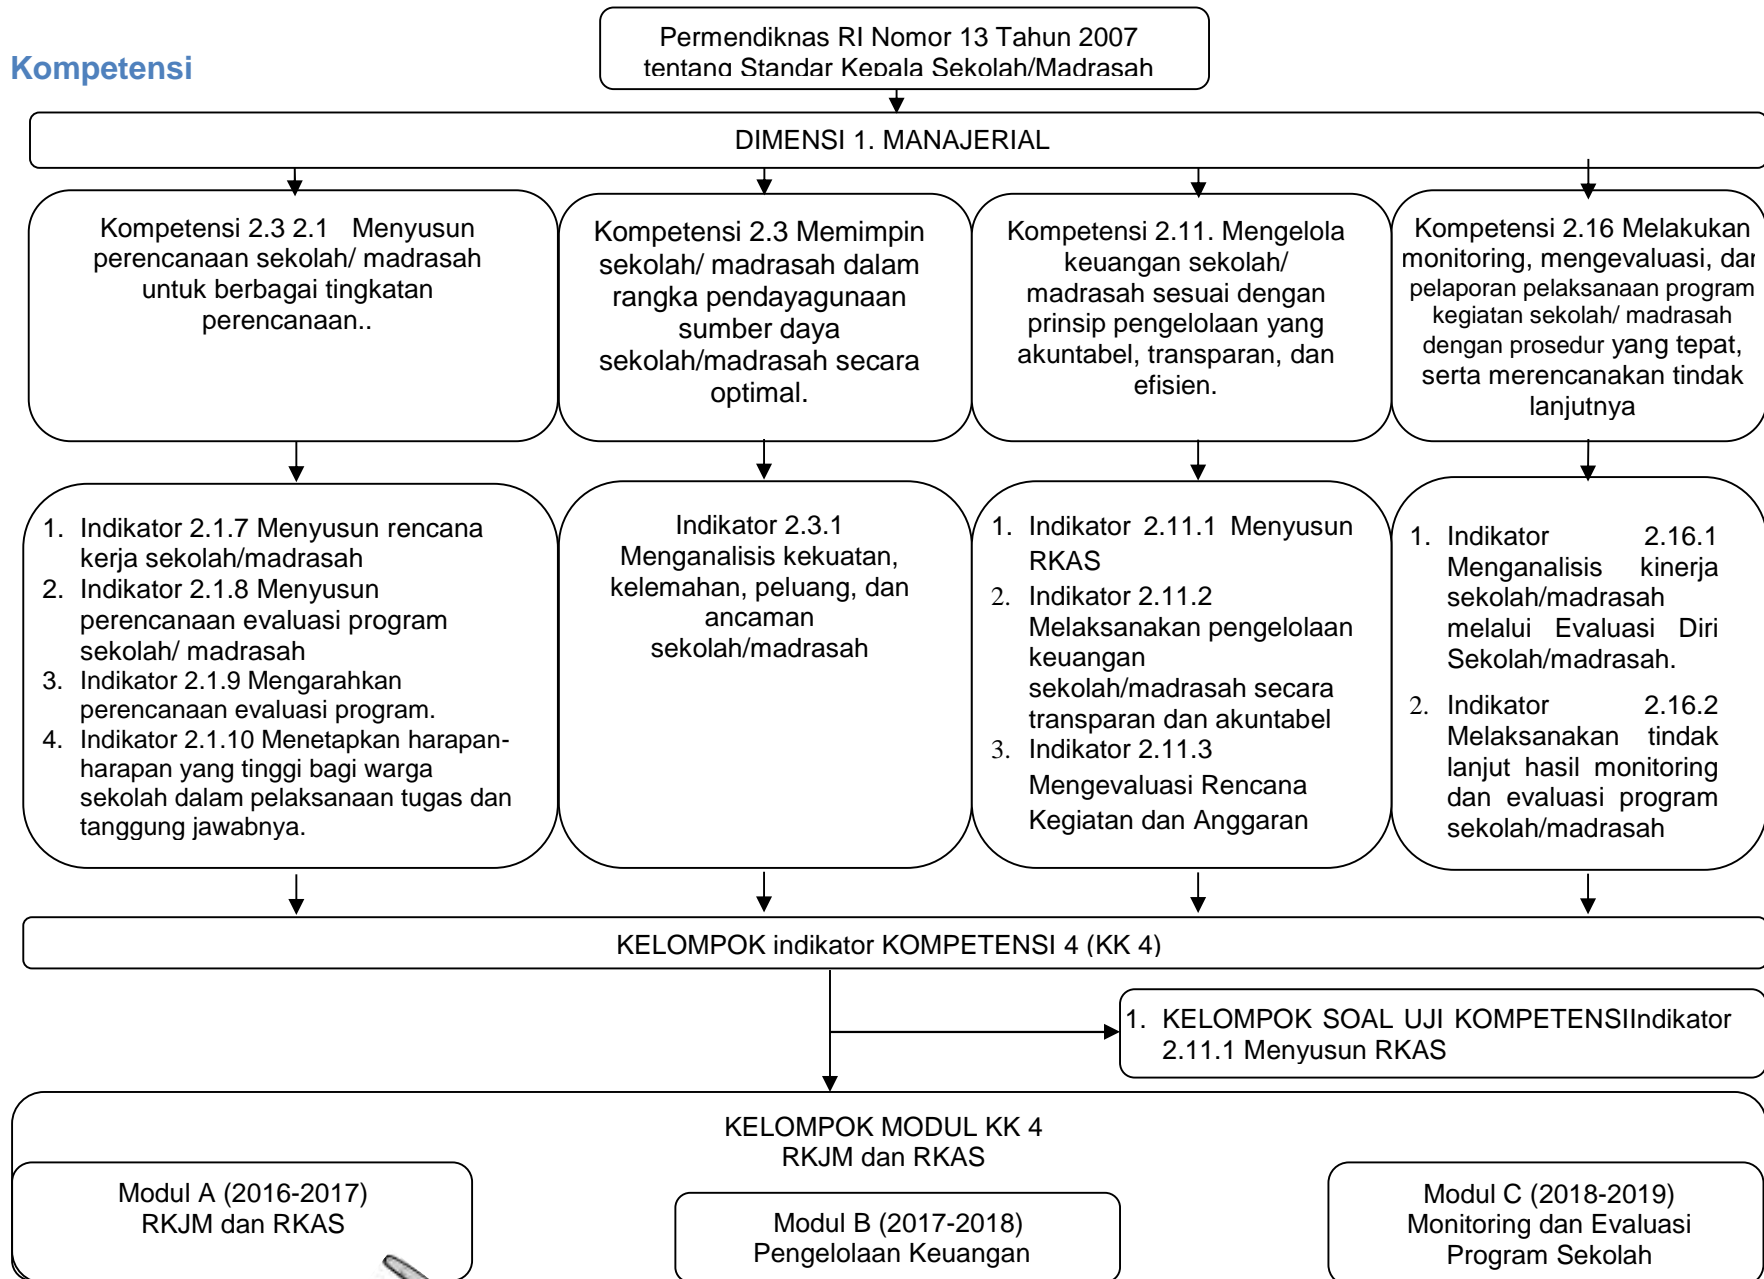 Kompetensi
Permendiknas RI Nomor 13 Tahun 2007
tentang Standar Kepala Sekolah/Madrasah
DIMENSI 1. MANAJERIAL
Kompetensi 2.3 2.1 Menyusun
perencanaan sekolah/ madrasah
untuk berbagai tingkatan
perencanaan..
Kompetensi 2.3 Memimpin
sekolah/ madrasah dalam
rangka pendayagunaan
sumber daya
sekolah/madrasah secara
optimal.
Kompetensi 2.11. Mengelola
keuangan sekolah/
madrasah sesuai dengan
prinsip pengelolaan yang
akuntabel, transparan, dan
efisien.
Kompetensi 2.16 Melakukan
monitoring, mengevaluasi, dan
pelaporan pelaksanaan program
kegiatan sekolah/ madrasah
dengan prosedur yang tepat,
serta merencanakan tindak
lanjutnya
1. Indikator 2.1.7 Menyusun rencana
kerja sekolah/madrasah
2. Indikator 2.1.8 Menyusun
perencanaan evaluasi program
sekolah/ madrasah
3. Indikator 2.1.9 Mengarahkan
perencanaan evaluasi program.
4. Indikator 2.1.10 Menetapkan harapan-
harapan yang tinggi bagi warga
sekolah dalam pelaksanaan tugas dan
tanggung jawabnya.
Indikator 2.3.1
Menganalisis kekuatan,
kelemahan, peluang, dan
ancaman
sekolah/madrasah
1. Indikator 2.11.1 Menyusun
RKAS
2. Indikator 2.11.2
Melaksanakan pengelolaan
keuangan
sekolah/madrasah secara
transparan dan akuntabel
3. Indikator 2.11.3
Mengevaluasi Rencana
Kegiatan dan Anggaran
1. Indikator 2.16.1
Menganalisis kinerja
sekolah/madrasah
melalui Evaluasi Diri
Sekolah/madrasah.
2. Indikator 2.16.2
Melaksanakan tindak
lanjut hasil monitoring
dan evaluasi program
sekolah/madrasah
KELOMPOK indikator KOMPETENSI 4 (KK 4)
1. KELOMPOK SOAL UJI KOMPETENSIIndikator
2.11.1 Menyusun RKAS
KELOMPOK MODUL KK 4
RKJM dan RKAS
Modul A (2016-2017)
RKJM dan RKAS
Modul B (2017-2018)
Pengelolaan Keuangan
Modul C (2018-2019)
Monitoring dan Evaluasi
Program Sekolah